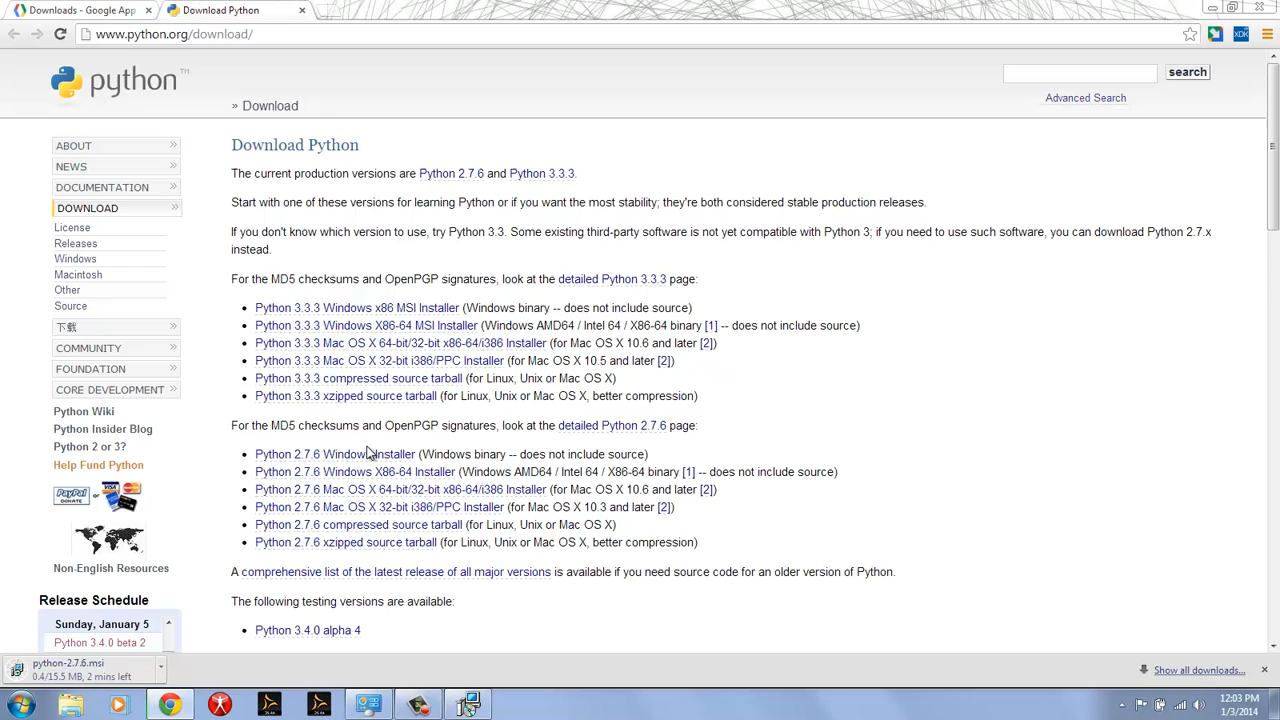 Downloads - Google App
Download Python
www.python.org/download/
XDK
python™
search
Advanced Search
» Download
ABOUT »
NEWS »
DOCUMENTATION »
DOWNLOAD »
License
Releases
Windows
Macintosh
Other
Source
下载 »
COMMUNITY »
FOUNDATION »
CORE DEVELOPMENT »
Python Wiki
Python Insider Blog
Python 2 or 3?
Help Fund Python
PayPal DONATE or VISA
Non-English Resources
Release Schedule
Sunday, January 5
Python 3.4.0 beta 2
Download Python
The current production versions are Python 2.7.6 and Python 3.3.3.
Start with one of these versions for learning Python or if you want the most stability; they're both considered stable production releases.
If you don't know which version to use, try Python 3.3. Some existing third-party software is not yet compatible with Python 3; if you need to use such software, you can download Python 2.7.x
instead.
For the MD5 checksums and OpenPGP signatures, look at the detailed Python 3.3.3 page:
• Python 3.3.3 Windows x86 MSI Installer (Windows binary -- does not include source)
• Python 3.3.3 Windows X86-64 MSI Installer (Windows AMD64 / Intel 64 / X86-64 binary [1] -- does not include source)
• Python 3.3.3 Mac OS X 64-bit/32-bit x86-64/i386 Installer (for Mac OS X 10.6 and later [2])
• Python 3.3.3 Mac OS X 32-bit i386/PPC Installer (for Mac OS X 10.5 and later [2])
• Python 3.3.3 compressed source tarball (for Linux, Unix or Mac OS X)
• Python 3.3.3 xzipped source tarball (for Linux, Unix or Mac OS X, better compression)
For the MD5 checksums and OpenPGP signatures, look at the detailed Python 2.7.6 page:
• Python 2.7.6 Windows Installer (Windows binary -- does not include source)
• Python 2.7.6 Windows X86-64 Installer (Windows AMD64 / Intel 64 / X86-64 binary [1] -- does not include source)
• Python 2.7.6 Mac OS X 64-bit/32-bit x86-64/i386 Installer (for Mac OS X 10.6 and later [2])
• Python 2.7.6 Mac OS X 32-bit i386/PPC Installer (for Mac OS X 10.3 and later [2])
• Python 2.7.6 compressed source tarball (for Linux, Unix or Mac OS X)
• Python 2.7.6 xzipped source tarball (for Linux, Unix or Mac OS X, better compression)
A comprehensive list of the latest release of all major versions is available if you need source code for an older version of Python.
The following testing versions are available:
• Python 3.4.0 alpha 4
python-2.7.6.msi
0.4/15.5 MB, 2 mins left
Show all downloads...
12:03 PM
1/3/2014